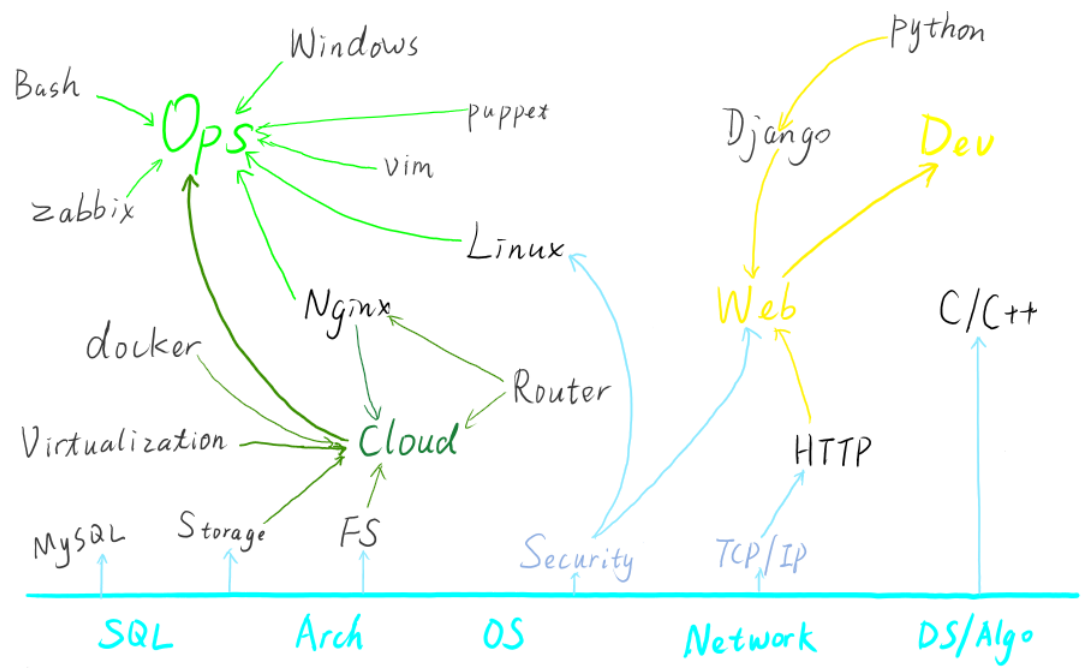 Windows
python
Bash
Ops
puppet
Django
Dev
vim
zabbix
Linux
Nginx
Web
C/C++
docker
Router
Virtualization
Cloud
HTTP
MySQL
Storage
FS
Security
TCP/IP
SQL
Arch
OS
Network
DS/Algo